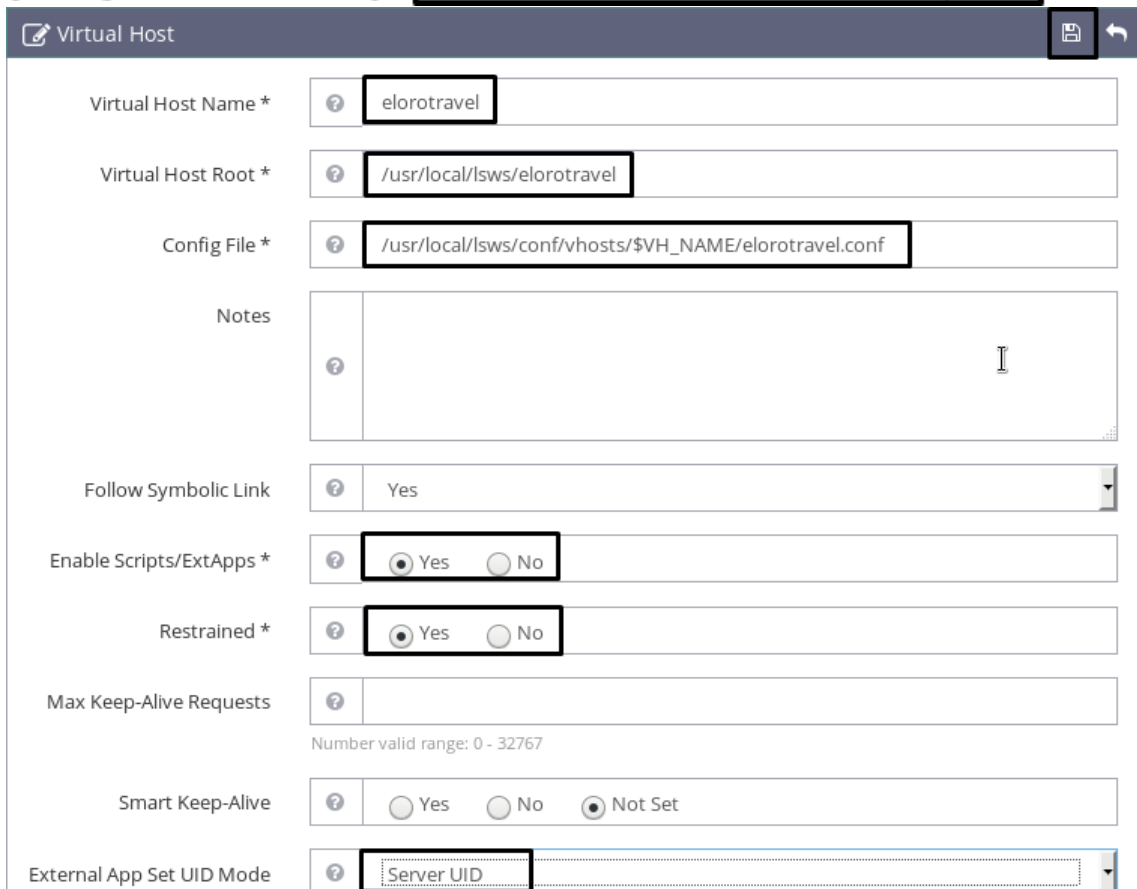 Virtual Host
Virtual Host Name * elorotravel
Virtual Host Root * /usr/local/lsws/elorotravel
Config File * /usr/local/lsws/conf/vhosts/$VH_NAME/elorotravel.conf
Notes
Follow Symbolic Link Yes
Enable Scripts/ExtApps * Yes No
Restrained * Yes No
Max Keep-Alive Requests
Number valid range: 0 - 32767
Smart Keep-Alive Yes No Not Set
External App Set UID Mode Server UID